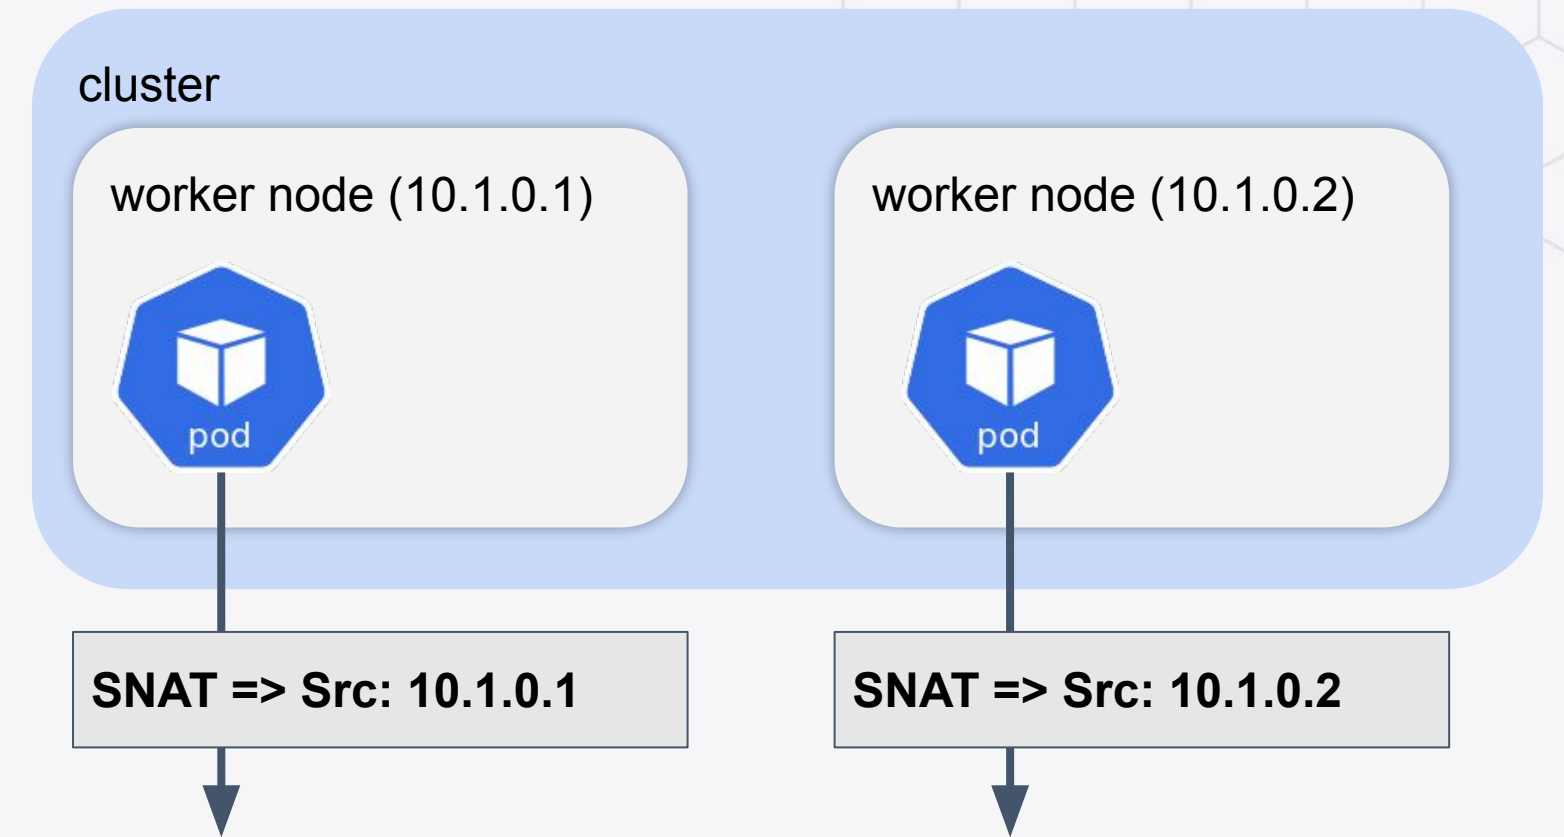 cluster
worker node (10.1.0.1)
worker node (10.1.0.2)
pod
pod
SNAT => Src: 10.1.0.1
SNAT => Src: 10.1.0.2